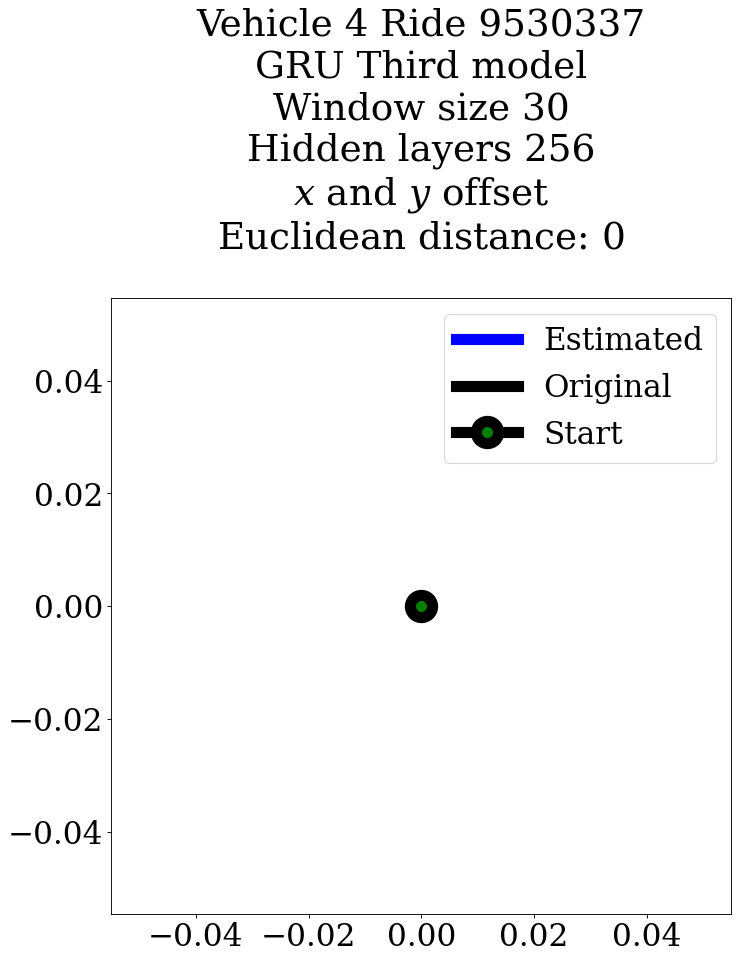 Vehicle 4 Ride 9530337
GRU Third model
Window size 30
Hidden layers 256
x and y offset
Euclidean distance: 0
Estimated
Original
Start
0.04
0.02
0.00
−0.02
−0.04
−0.04 −0.02 0.00 0.02 0.04